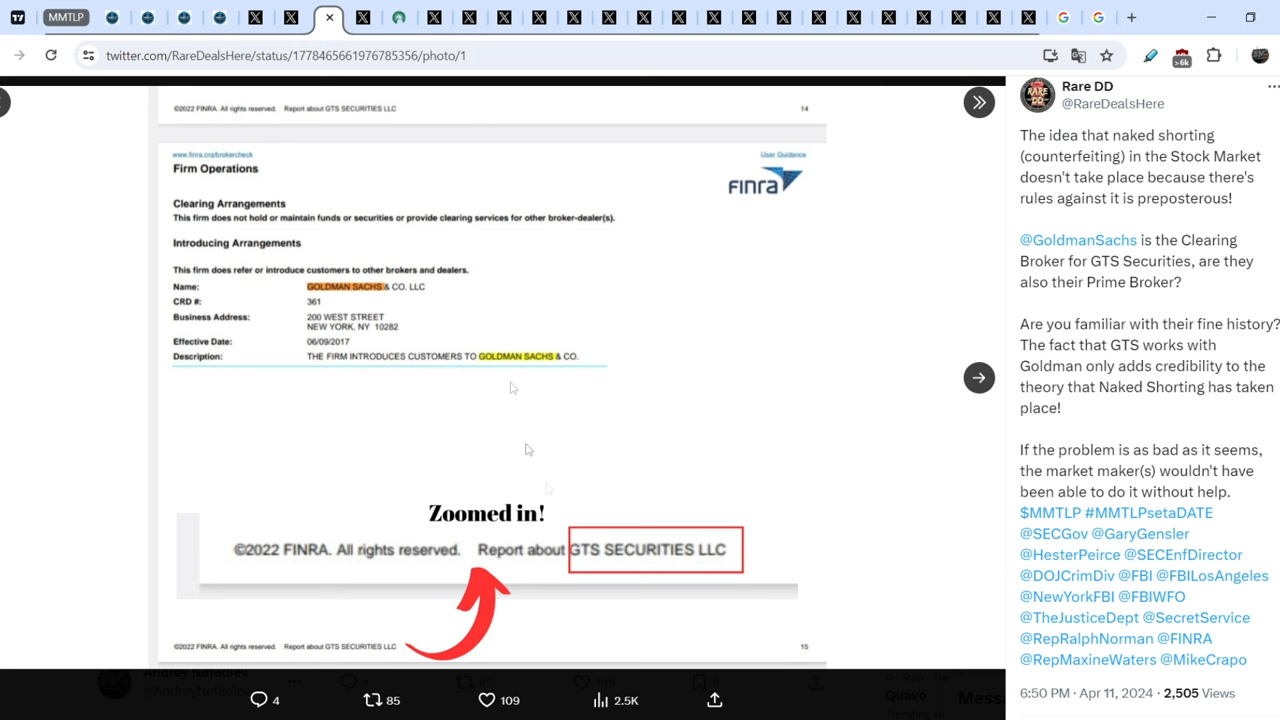 MMTLP
twitter.com/RareDealsHere/status/1778465661976785356/photo/1
>6k
©2022 FINRA. All rights reserved. Report about GTS SECURITIES LLC
14
www.finra.org/brokercheck
User Guidance
Firm Operations
FINra
Clearing Arrangements
This firm does not hold or maintain funds or securities or provide clearing services for other broker-dealer(s).
Introducing Arrangements
This firm does refer or introduce customers to other brokers and dealers.
Name: GOLDMAN SACHS & CO. LLC
CRD #: 361
Business Address: 200 WEST STREET
NEW YORK, NY 10282
Effective Date: 06/09/2017
Description: THE FIRM INTRODUCES CUSTOMERS TO GOLDMAN SACHS & CO.
Zoomed in!
©2022 FINRA. All rights reserved. Report about GTS SECURITIES LLC
©2022 FINRA. All rights reserved. Report about GTS SECURITIES LLC
15
4
85
109
2.5K
RARE
DD
Rare DD
@RareDealsHere
The idea that naked shorting
(counterfeiting) in the Stock Market
doesn't take place because there's
rules against it is preposterous!
@GoldmanSachs is the Clearing
Broker for GTS Securities, are they
also their Prime Broker?
Are you familiar with their fine history?
The fact that GTS works with
Goldman only adds credibility to the
theory that Naked Shorting has taken
place!
If the problem is as bad as it seems,
the market maker(s) wouldn't have
been able to do it without help.
$MMTLP #MMTLPsetaDATE
@SECGov @GaryGensler
@HesterPeirce @SECEnfDirector
@DOJCrimDiv @FBI @FBILosAngeles
@NewYorkFBI @FBIWFO
@TheJusticeDept @SecretService
@RepRalphNorman @FINRA
@RepMaxineWaters @MikeCrapo
6:50 PM · Apr 11, 2024 · 2,505 Views